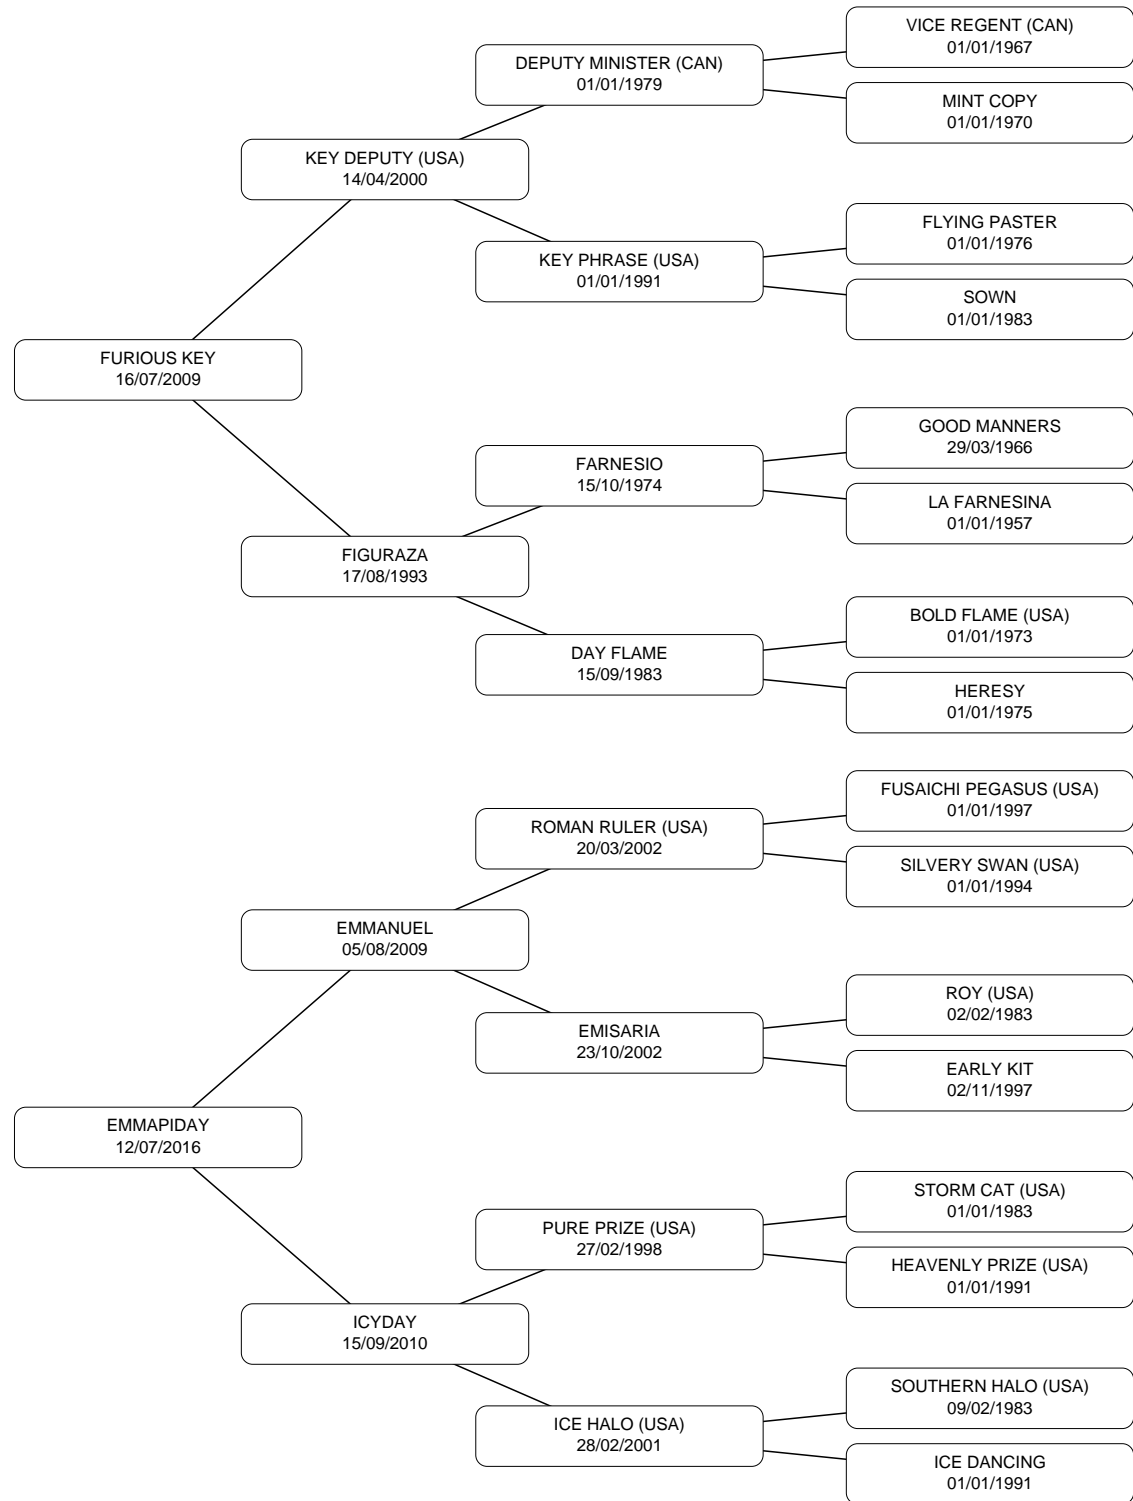 VICE REGENT (CAN)
01/01/1967
DEPUTY MINISTER (CAN)
01/01/1979
MINT COPY
01/01/1970
KEY DEPUTY (USA)
14/04/2000
FLYING PASTER
01/01/1976
KEY PHRASE (USA)
01/01/1991
SOWN
01/01/1983
FURIOUS KEY
16/07/2009
GOOD MANNERS
29/03/1966
FARNESIO
15/10/1974
LA FARNESINA
01/01/1957
FIGURAZA
17/08/1993
BOLD FLAME (USA)
01/01/1973
DAY FLAME
15/09/1983
HERESY
01/01/1975
FUSAICHI PEGASUS (USA)
01/01/1997
ROMAN RULER (USA)
20/03/2002
SILVERY SWAN (USA)
01/01/1994
EMMANUEL
05/08/2009
ROY (USA)
02/02/1983
EMISARIA
23/10/2002
EARLY KIT
02/11/1997
EMMAPIDAY
12/07/2016
STORM CAT (USA)
01/01/1983
PURE PRIZE (USA)
27/02/1998
HEAVENLY PRIZE (USA)
01/01/1991
ICYDAY
15/09/2010
SOUTHERN HALO (USA)
09/02/1983
ICE HALO (USA)
28/02/2001
ICE DANCING
01/01/1991